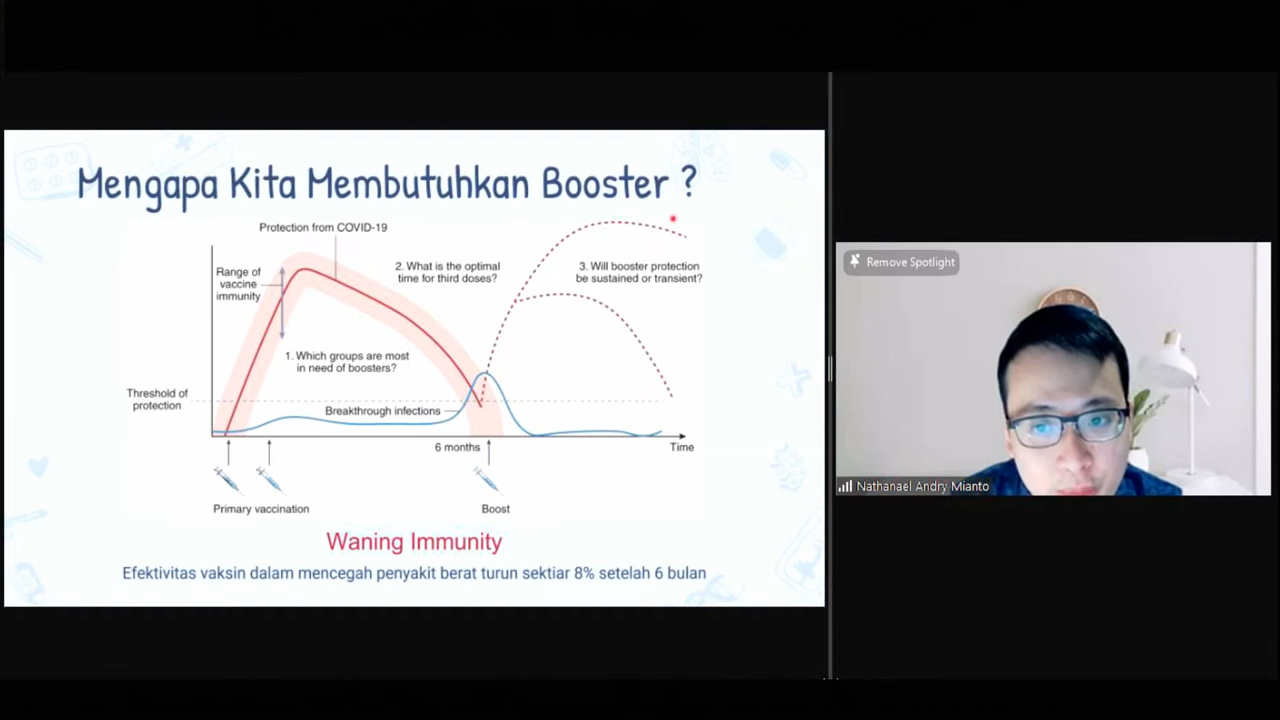 Mengapa Kita Membutuhkan Booster ?
Protection from COVID-19
Range of
vaccine
immunity
2. What is the optimal
time for third doses?
3. Will booster protection
be sustained or transient?
1. Which groups are most
in need of boosters?
Threshold of
protection
Breakthrough infections
6 months
Time
Primary vaccination
Boost
Waning Immunity
Efektivitas vaksin dalam mencegah penyakit berat turun sektiar 8% setelah 6 bulan
Remove Spotlight
Nathanael Andry Mianto